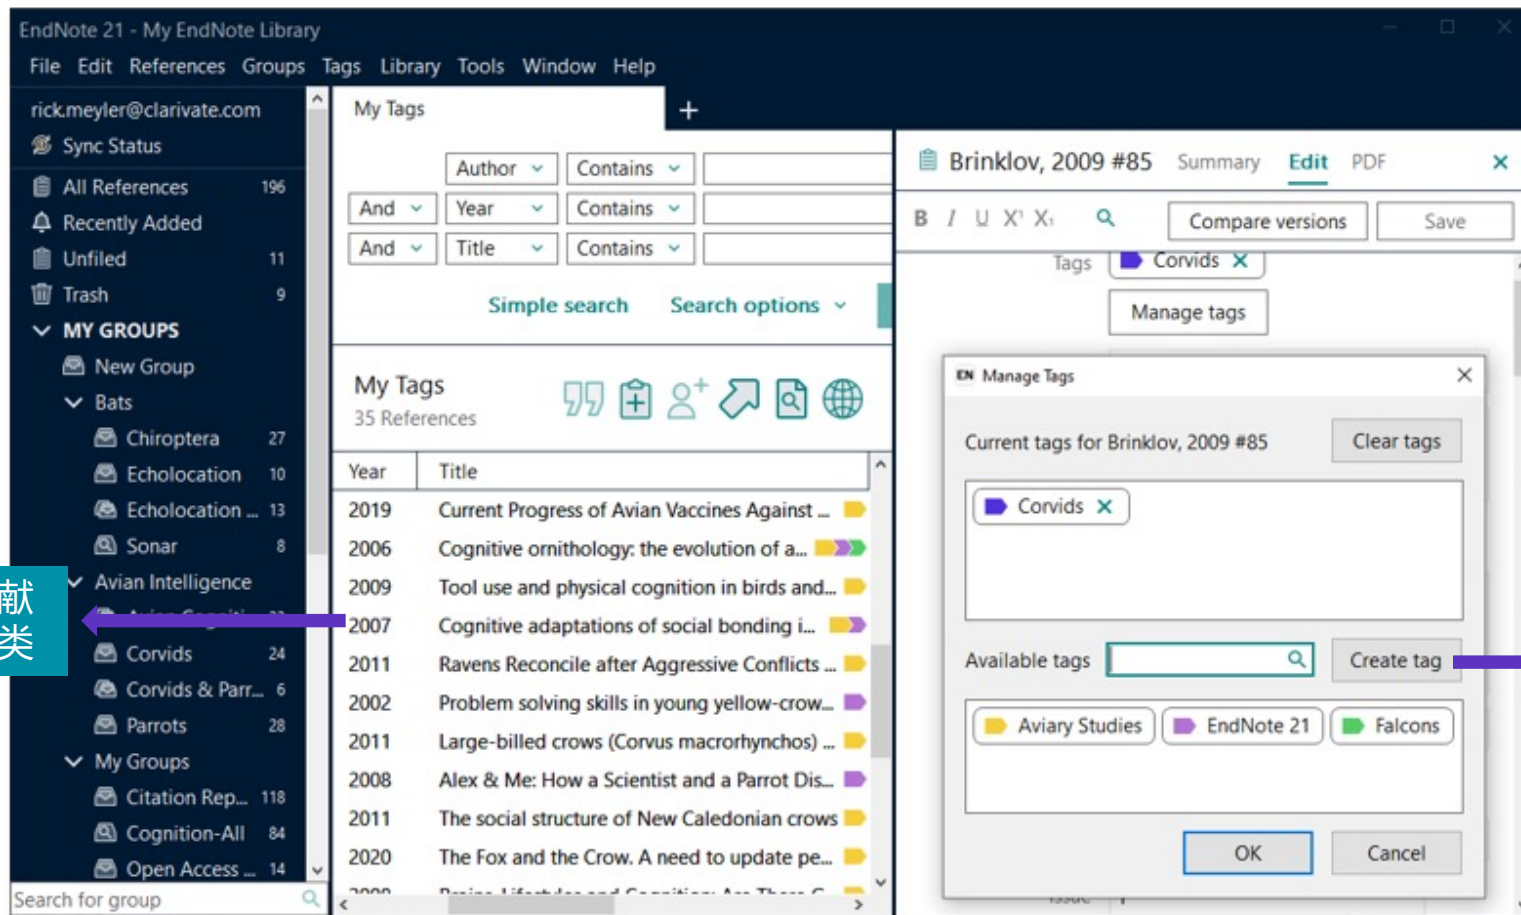 EndNote 21 - My EndNote Library
File Edit References Groups Tags Library Tools Window Help
rick.meyler@clarivate.com
Sync Status
All References 196
Recently Added
Unfiled 11
Trash 9
MY GROUPS
New Group
Bats
Chiroptera 27
Echolocation 10
Echolocation ... 13
Sonar 8
Avian Intelligence
Corvids 24
Corvids & Parr... 6
Parrots 28
My Groups
Citation Rep... 118
Cognition-All 84
Open Access ... 14
Search for group
献
类
My Tags
+
Author Contains
And Year Contains
And Title Contains
Simple search Search options
My Tags
35 References
Year Title
2019 Current Progress of Avian Vaccines Against ...
2006 Cognitive ornithology: the evolution of a...
2009 Tool use and physical cognition in birds and...
2007 Cognitive adaptations of social bonding i...
2011 Ravens Reconcile after Aggressive Conflicts ...
2002 Problem solving skills in young yellow-crow...
2011 Large-billed crows (Corvus macrorhynchos) ...
2008 Alex & Me: How a Scientist and a Parrot Dis...
2011 The social structure of New Caledonian crows
2020 The Fox and the Crow. A need to update pe...
Brinklov, 2009 #85 Summary Edit PDF
B I U X¹ X₁ Compare versions Save
Tags Corvids
Manage tags
EN Manage Tags
Current tags for Brinklov, 2009 #85 Clear tags
Corvids
Available tags Create tag
Aviary Studies EndNote 21 Falcons
OK Cancel